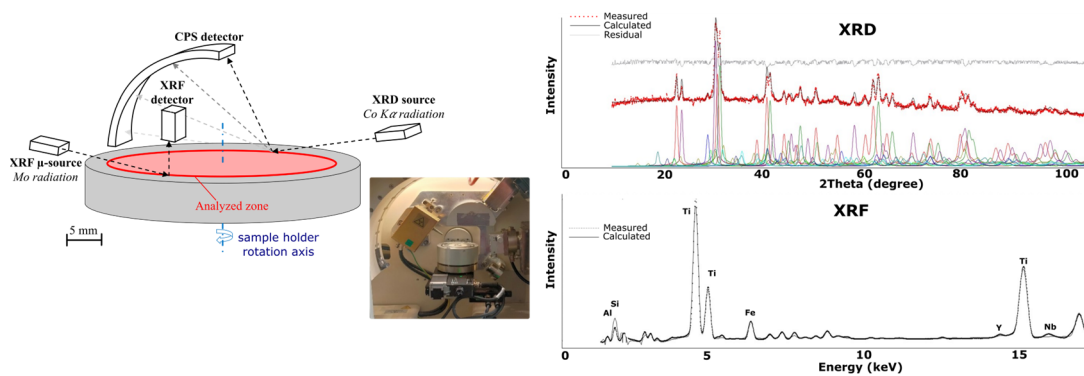 CPS detector
XRF
detector
XRD source
Co Kα radiation
XRF μ-source
Mo radiation
Analyzed zone
5 mm
sample holder
rotation axis
XRD
Measured
Calculated
Residual
Intensity
0 20 40 60 80 100
2Theta (degree)
XRF
Measured
Calculated
Intensity
Ti
Ti
Ti
Si
Al
Fe
Y
Nb
0 5 10 15
Energy (keV)